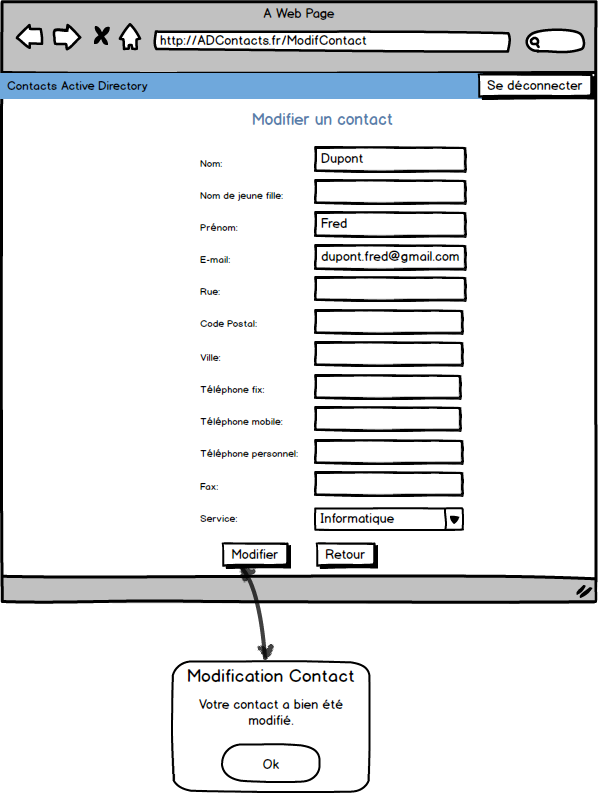 A Web Page
http://ADContacts.fr/ModifContact
Contacts Active Directory
Se déconnecter
Modifier un contact
Nom: Dupont
Nom de jeune fille:
Prénom: Fred
E-mail: dupont.fred@gmail.com
Rue:
Code Postal:
Ville:
Téléphone fix:
Téléphone mobile:
Téléphone personnel:
Fax:
Service: Informatique
Modifier Retour
Modification Contact
Votre contact a bien été
modifié.
Ok